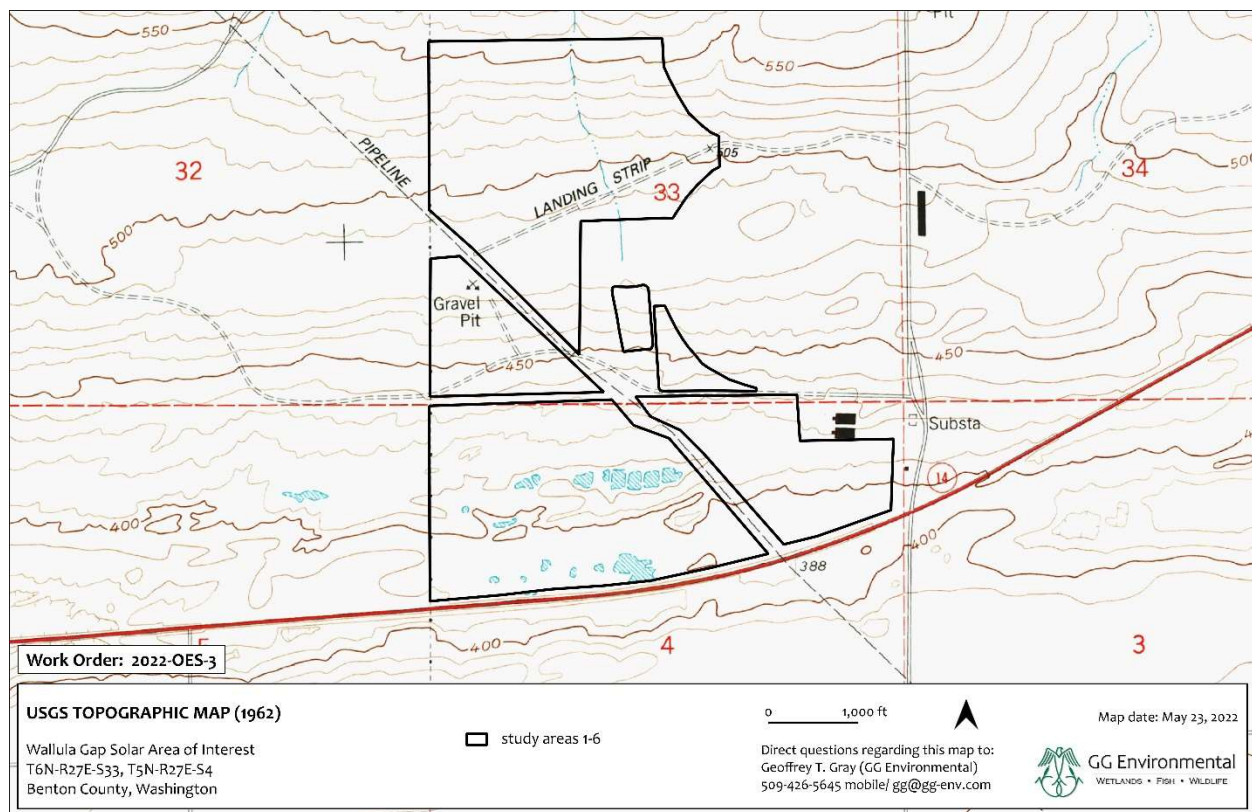 Pit
550
550
PIPELINE
505
500
32
LANDING STRIP
33
34
500
Gravel
Pit
450
450
Substa
14
400
400
388
400
5
4
3
Work Order: 2022-OES-3
USGS TOPOGRAPHIC MAP (1962)
Wallula Gap Solar Area of Interest
T6N-R27E-S33, T5N-R27E-S4
Benton County, Washington
study areas 1-6
0 1,000 ft
Direct questions regarding this map to:
Geoffrey T. Gray (GG Environmental)
509-426-5645 mobile/ gg@gg-env.com
Map date: May 23, 2022
GG Environmental
WETLANDS • FISH • WILDLIFE